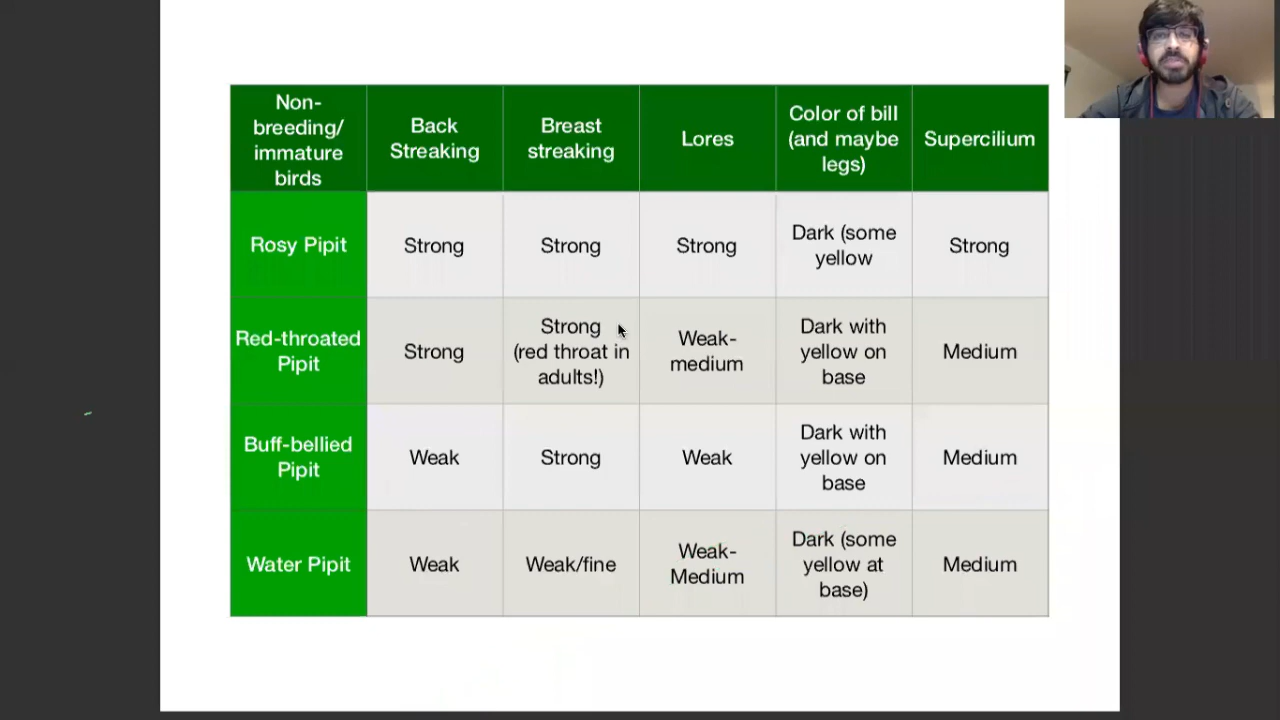 Non-
breeding/
immature
birds
Back
Streaking
Breast
streaking
Lores
Color of bill
(and maybe
legs)
Supercilium
Rosy Pipit
Strong
Strong
Strong
Dark (some
yellow
Strong
Red-throated
Pipit
Strong
Strong
(red throat in
adults!)
Weak-
medium
Dark with
yellow on
base
Medium
Buff-bellied
Pipit
Weak
Strong
Weak
Dark with
yellow on
base
Medium
Water Pipit
Weak
Weak/fine
Weak-
Medium
Dark (some
yellow at
base)
Medium